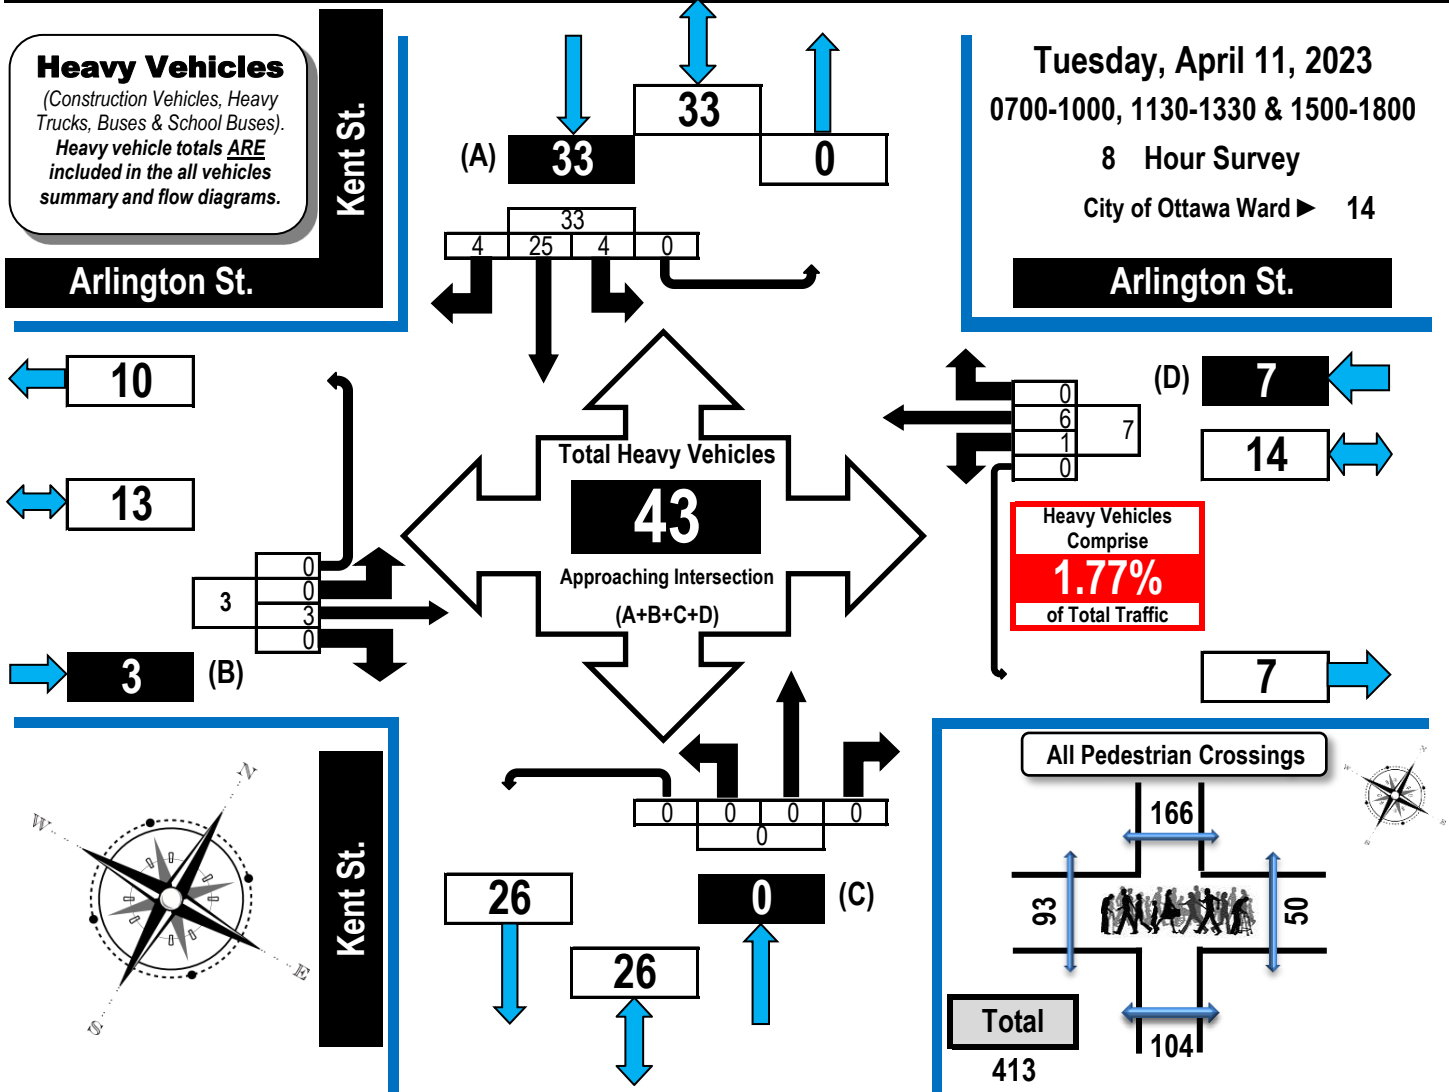 Heavy Vehicles
(Construction Vehicles, Heavy
Trucks, Buses & School Buses).
Heavy vehicle totals ARE
included in the all vehicles
summary and flow diagrams.
Kent St.
Arlington St.
33
(A) 33
0
33
4 25 4 0
Tuesday, April 11, 2023
0700-1000, 1130-1330 & 1500-1800
8 Hour Survey
City of Ottawa Ward ► 14
Arlington St.
10
13
0
0
3
0
3
3 (B)
Total Heavy Vehicles
43
Approaching Intersection
(A+B+C+D)
0
6
1
0
7
(D) 7
14
Heavy Vehicles
Comprise
1.77%
of Total Traffic
7
N
W
E
S
Kent St.
0 0 0 0
0
26
0 (C)
26
All Pedestrian Crossings
N
W
E
S
166
93
50
104
Total
413